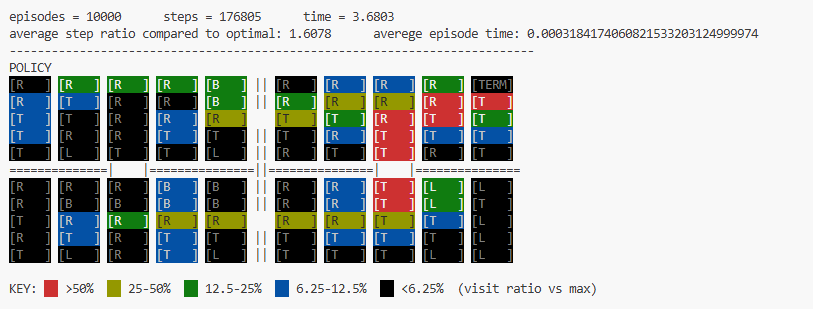 episodes = 10000 steps = 176805 time = 3.6803
average step ratio compared to optimal: 1.6078 averege episode time: 0.00031841740608215332031249999​74
------------------------------------------------------------------------
POLICY
[R ] [R ] [R ] [R ] [B ] || [R ] [R ] [R ] [R ] [TERM]
[R ] [T ] [R ] [R ] [B ] || [R ] [R ] [R ] [R ] [T ]
[T ] [T ] [R ] [R ] [R ] [T ] [T ] [R ] [R ] [T ]
[T ] [R ] [R ] [R ] [T ] || [T ] [R ] [T ] [T ] [T ]
[T ] [L ] [T ] [T ] [L ] || [R ] [T ] [T ] [R ] [T ]
==============| |===============||===============| |===============
[R ] [R ] [R ] [B ] [B ] || [R ] [R ] [T ] [L ] [L ]
[R ] [B ] [B ] [B ] [B ] || [R ] [R ] [T ] [L ] [T ]
[T ] [R ] [R ] [R ] [R ] [R ] [R ] [T ] [T ] [L ]
[R ] [T ] [R ] [T ] [T ] || [T ] [T ] [T ] [T ] [L ]
[T ] [L ] [R ] [T ] [L ] || [T ] [T ] [T ] [T ] [L ]
KEY: >50% 25-50% 12.5-25% 6.25-12.5% <6.25% (visit ratio vs max)